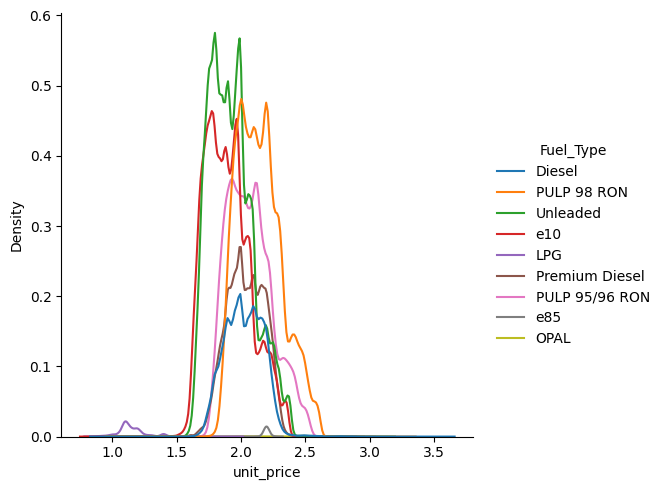 0.6
0.5
0.4
0.3
0.2
0.1
0.0
Density
1.0 1.5 2.0 2.5 3.0 3.5
unit_price
Fuel_Type
Diesel
PULP 98 RON
Unleaded
e10
LPG
Premium Diesel
PULP 95/96 RON
e85
OPAL